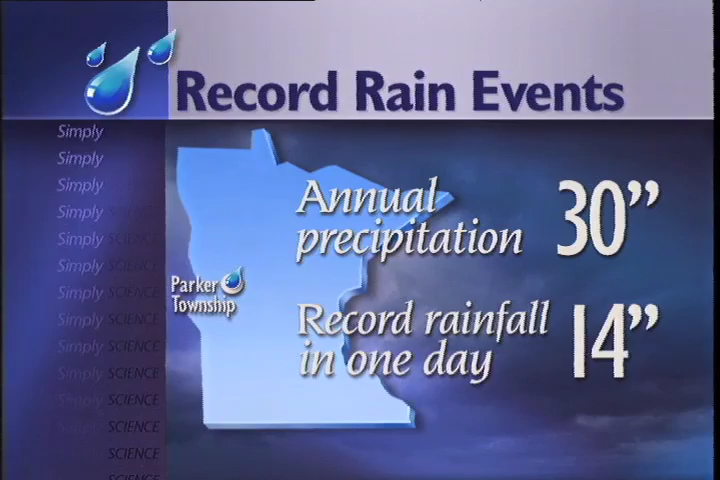 Record Rain Events
Simply
Simply
Simply
Simply
Simply SCIENCE
Simply SCIENCE
Simply SCIENCE
Simply SCIENCE
Simply SCIENCE
Simply SCIENCE
Simply SCIENCE
SCIENCE
SCIENCE
SCIENCE
Annual
precipitation 30”
Parker
Township
Record rainfall
in one day 14”